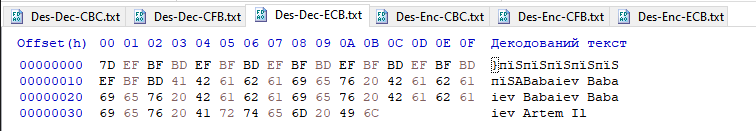 Des-Dec-CBC.txt Des-Dec-CFB.txt Des-Dec-ECB.txt Des-Enc-CBC.txt Des-Enc-CFB.txt Des-Enc-ECB.txt
Offset(h) 00 01 02 03 04 05 06 07 08 09 0A 0B 0C 0D 0E 0F Декодований текст
00000000 7D EF BF BD EF BF BD EF BF BD EF BF BD EF BF BD }пїЅпїЅпїЅпїЅпїЅ
00000010 EF BF BD 41 42 61 62 61 69 65 76 20 42 61 62 61 пїЅABabaiev Baba
00000020 69 65 76 20 42 61 62 61 69 65 76 20 42 61 62 61 iev Babaiev Baba
00000030 69 65 76 20 41 72 74 65 6D 20 49 6C iev Artem Il